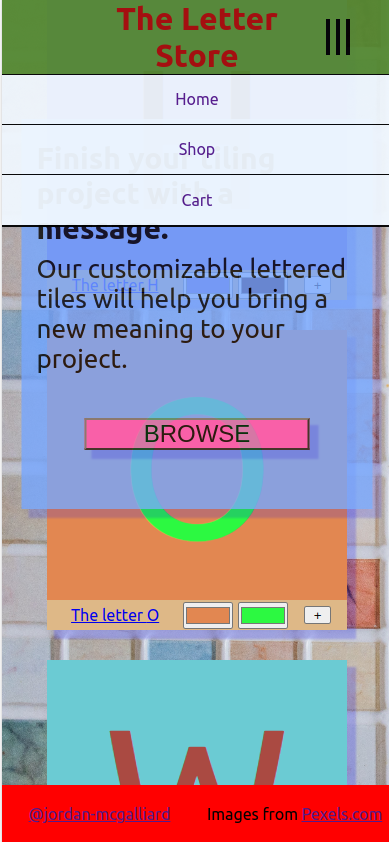 The Letter
Store
Home
Shop
Cart
Finish your tiling
project with a
message.
The letter H +
Our customizable lettered
tiles will help you bring a
new meaning to your
project.
BROWSE
O
The letter O +
W
@jordan-mcgalliard Images from Pexels.com